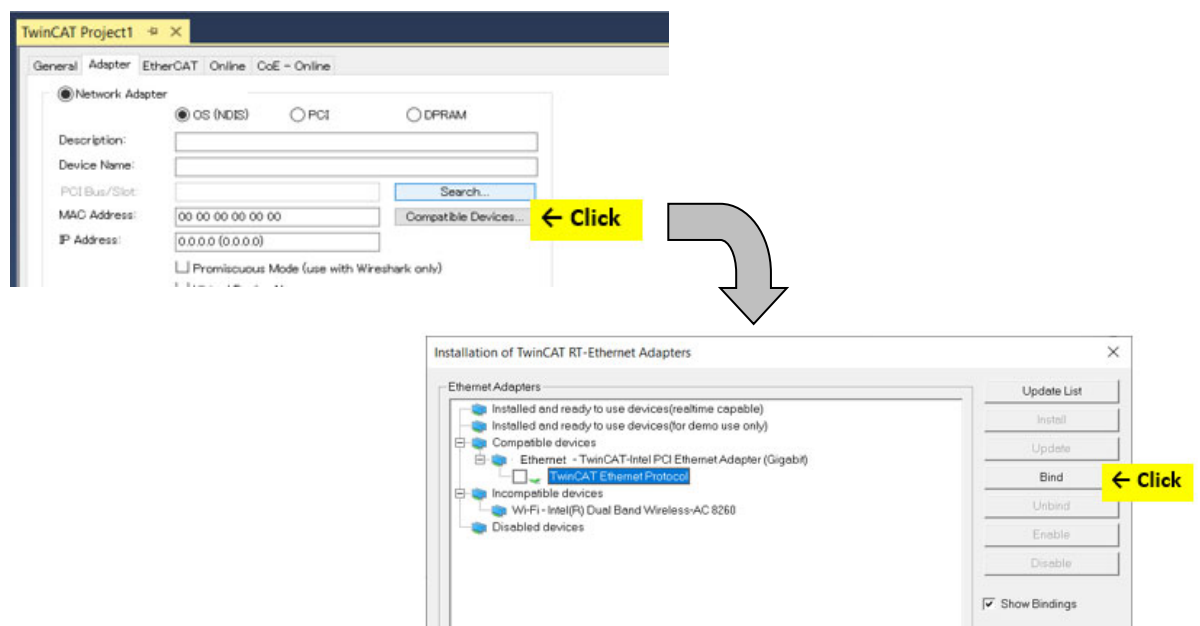 TwinCAT Project1
General Adapter EtherCAT Online CoE - Online
Network Adapter
OS (NDIS) PCI DPRAM
Description:
Device Name:
PCI Bus/Slot: Search...
MAC Address: 00 00 00 00 00 00 Compatible Devices...
← Click
IP Address: 0.0.0.0 (0.0.0.0)
Promiscuous Mode (use with Wireshark only)
Installation of TwinCAT RT-Ethernet Adapters
Ethernet Adapters
Update List
Installed and ready to use devices(realtime capable)
Install
Installed and ready to use devices(for demo use only)
Compatible devices
Update
Ethernet - TwinCAT-Intel PCI Ethernet Adapter (Gigabit)
TwinCAT Ethernet Protocol
Bind
← Click
Incompatible devices
Wi-Fi - Intel(R) Dual Band Wireless-AC 8260
Unbind
Disabled devices
Enable
Disable
Show Bindings